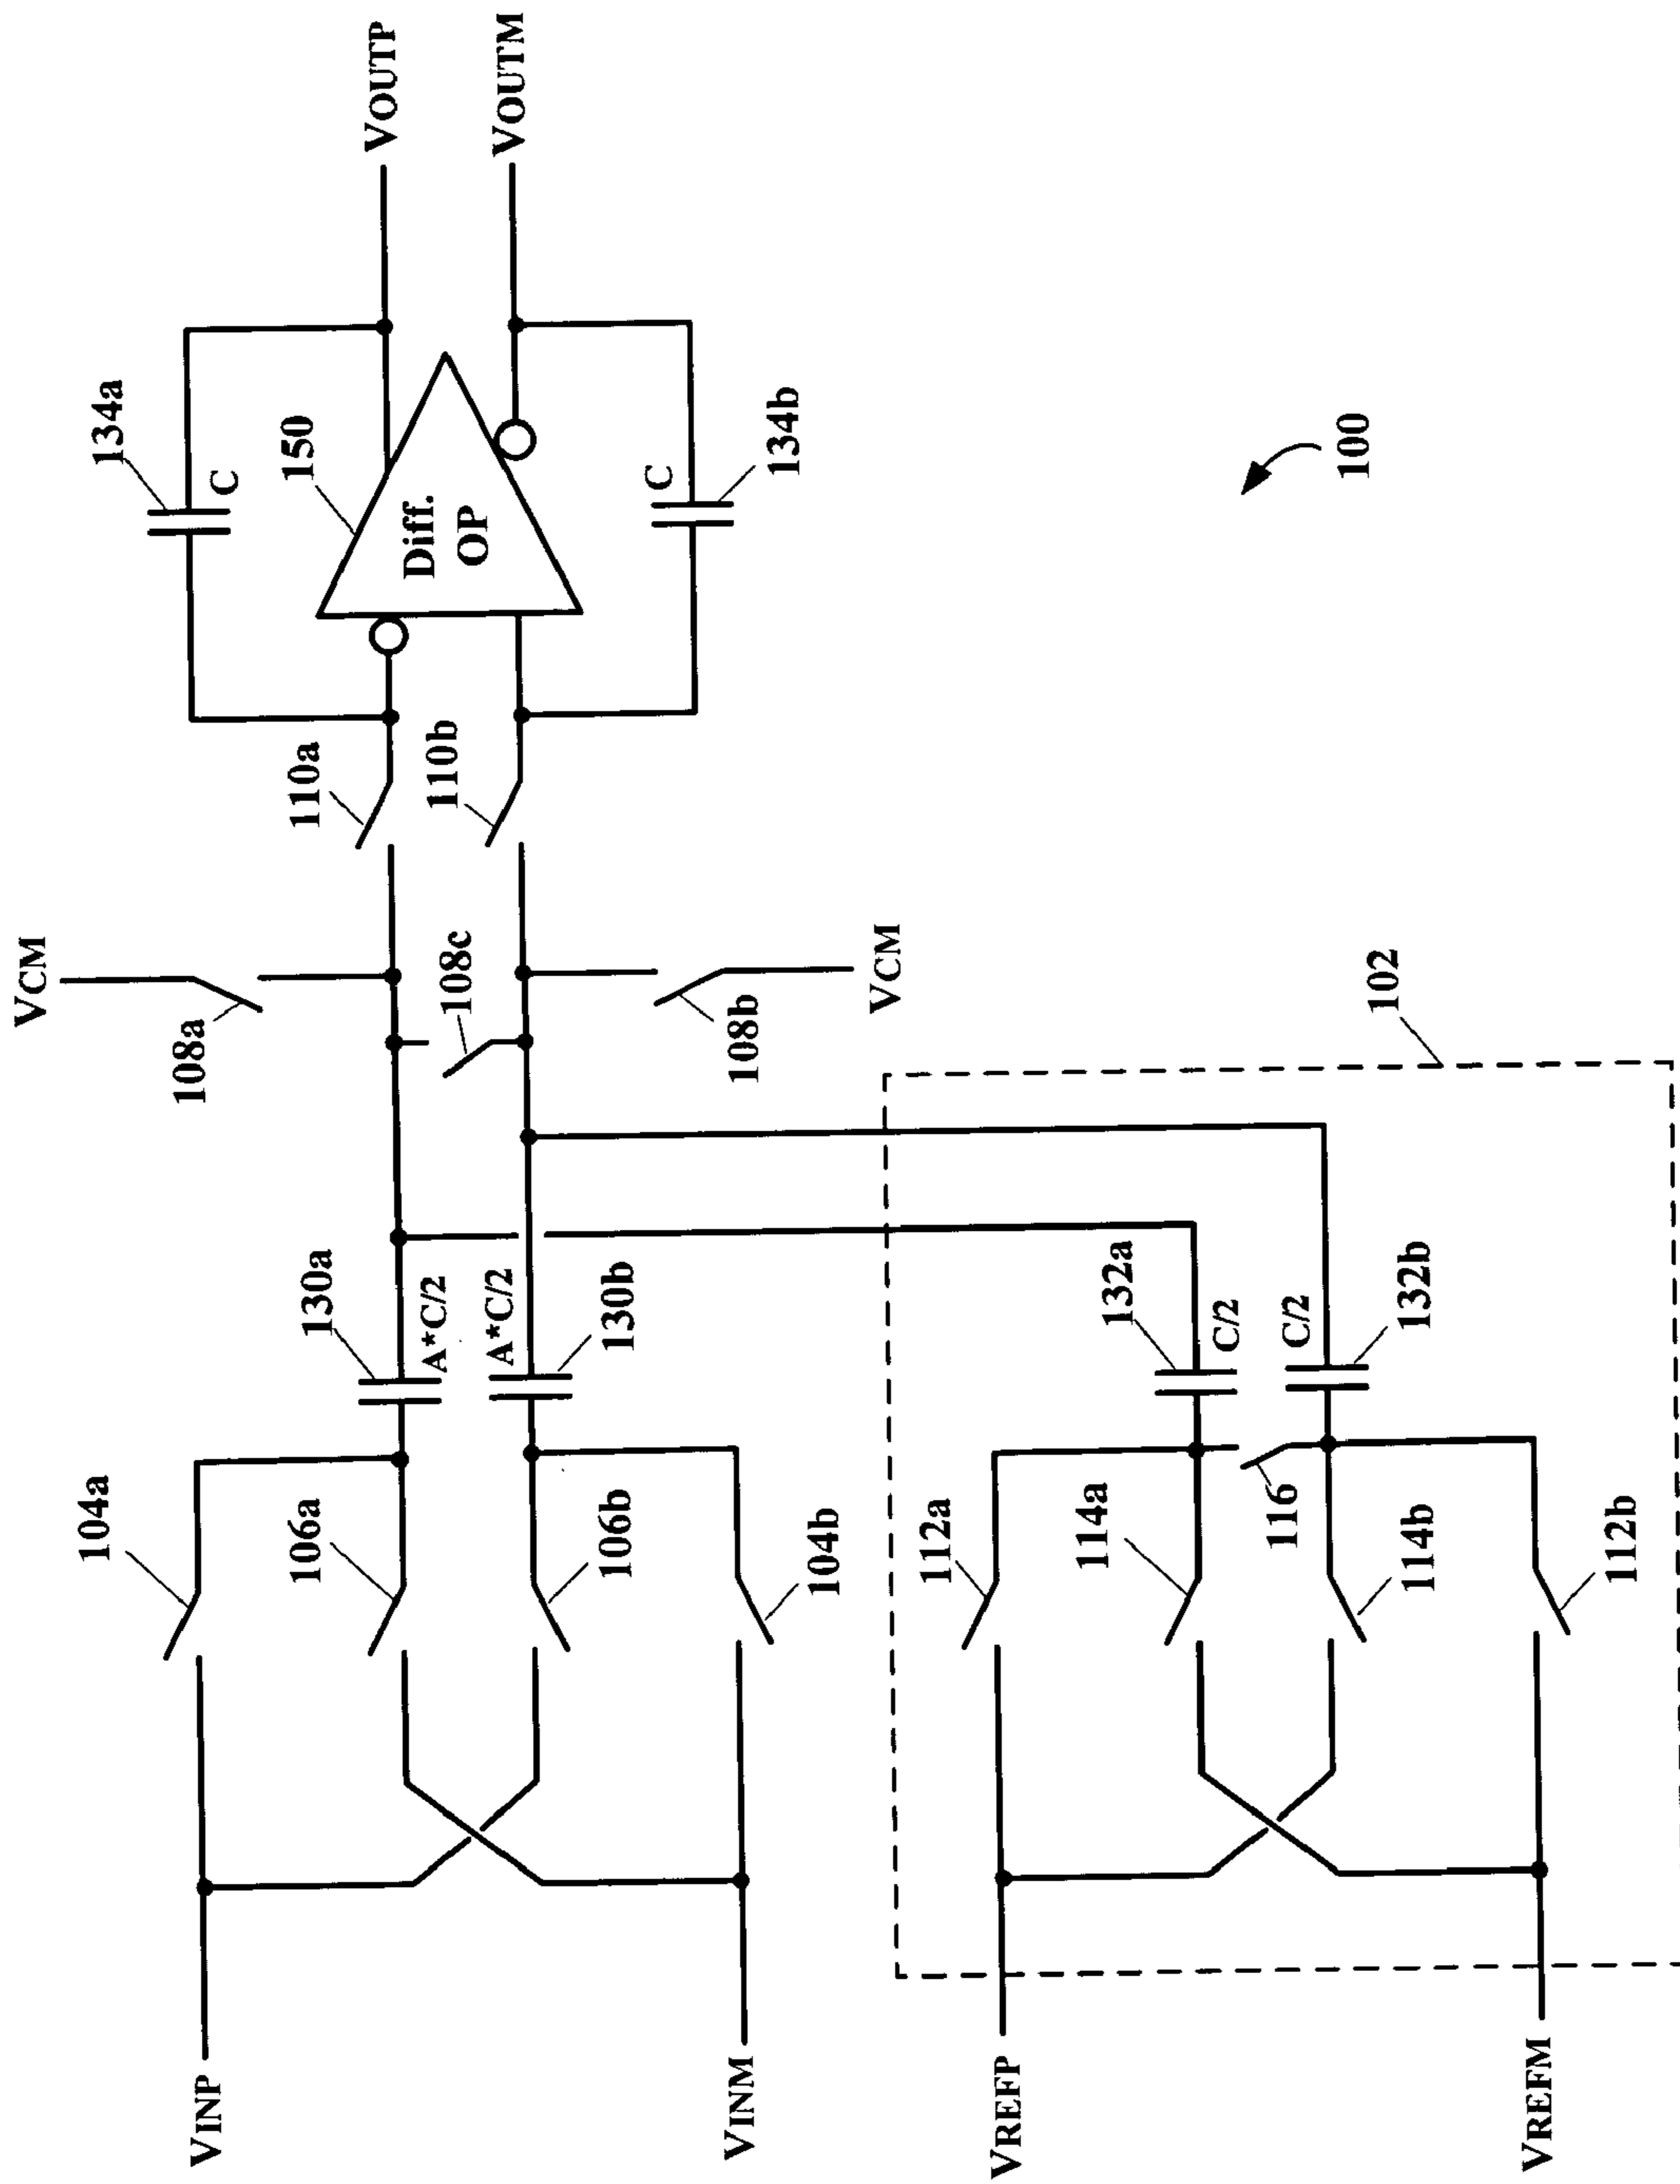 VINP
VINM
VREFP
VREFM
104a
106a
106b
104b
112a
114a
116
114b
112b
130a
A*C/2
A*C/2
130b
132a
C/2
C/2
132b
102
VCM
108a
108c
108b
VCM
110a
110b
134a
C
150
Diff.
OP
C
134b
VOUTP
VOUTM
100